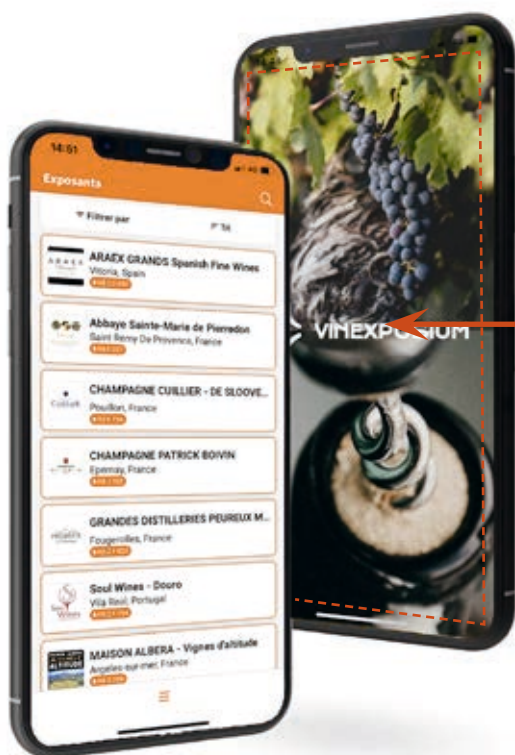 14:51
4G
Exposants
Filtrer par
Tri
ARAEX GRANDS Spanish Fine Wines
Vitoria, Spain
Abbaye Sainte-Marie de Pierredon
Saint Remy De Provence, France
CHAMPAGNE CUILLIER - DE SLOOVE...
Pouillon, France
CHAMPAGNE PATRICK BOIVIN
Epernay, France
GRANDES DISTILLERIES PEUREUX M...
Fougerolles, France
Soul Wines - Douro
Vila Real, Portugal
MAISON ALBERA - Vignes d'altitude
Argeles-sur-mer, France
VINEXPOSIUM